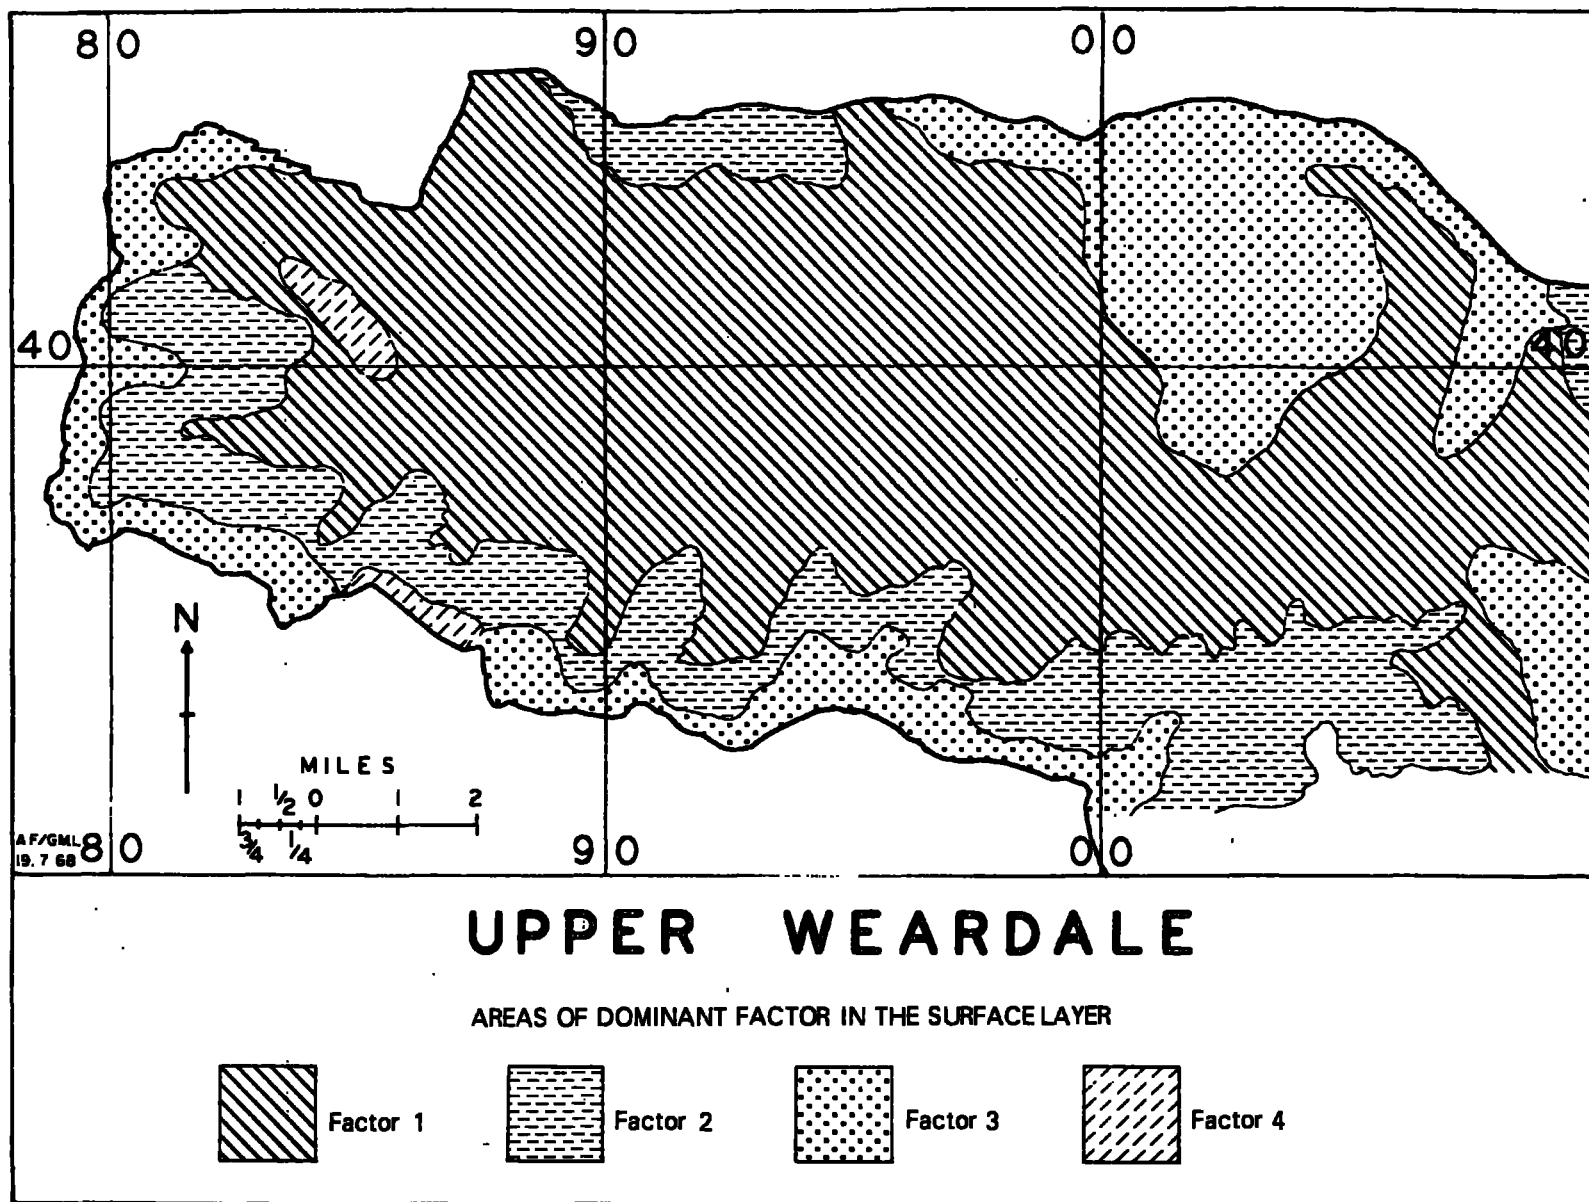 80 90 00
40 40
N
MILES
1 1/2 0 1 2
3/4 1/4
AF/GML
19.7 68
80 90 00
UPPER WEARDALE
AREAS OF DOMINANT FACTOR IN THE SURFACE LAYER
Factor 1 Factor 2 Factor 3 Factor 4